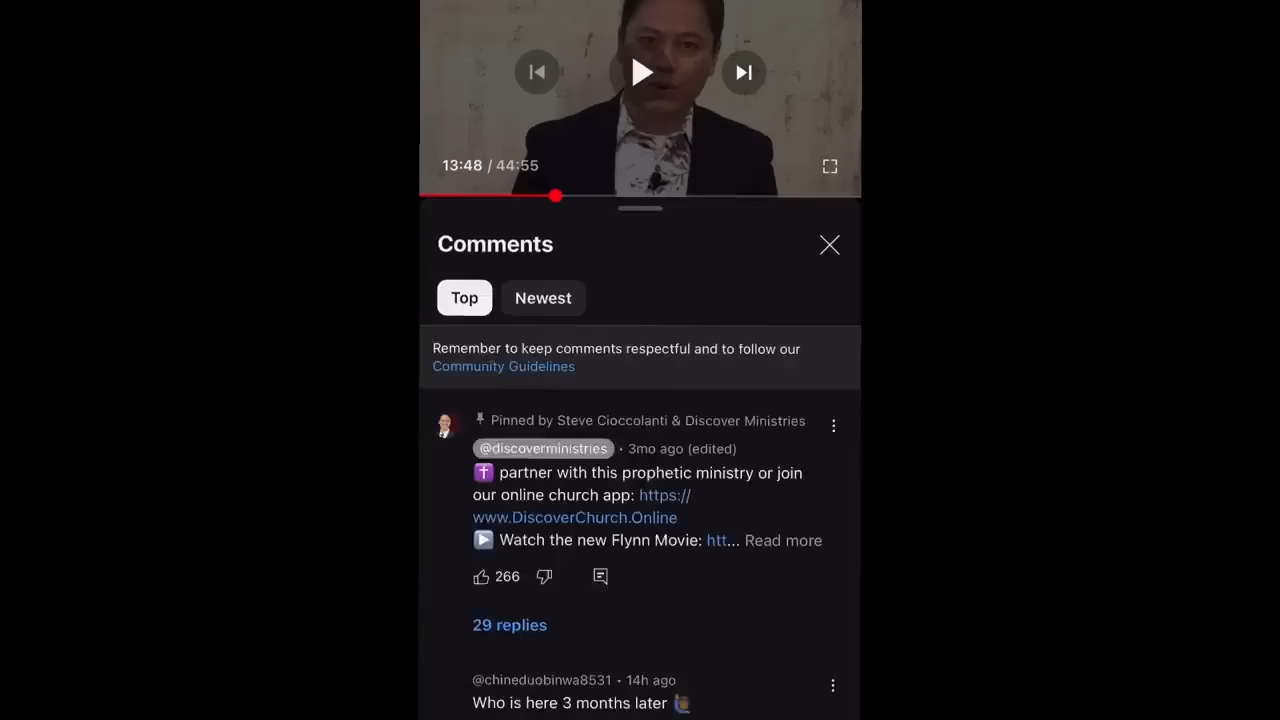 13:48 / 44:55
Comments
Top
Newest
Remember to keep comments respectful and to follow our
Community Guidelines
Pinned by Steve Cioccolanti & Discover Ministries
@discoverministries • 3mo ago (edited)
partner with this prophetic ministry or join
our online church app: https://
www.DiscoverChurch.Online
Watch the new Flynn Movie: htt... Read more
266
29 replies
@chineduobinwa8531 • 14h ago
Who is here 3 months later